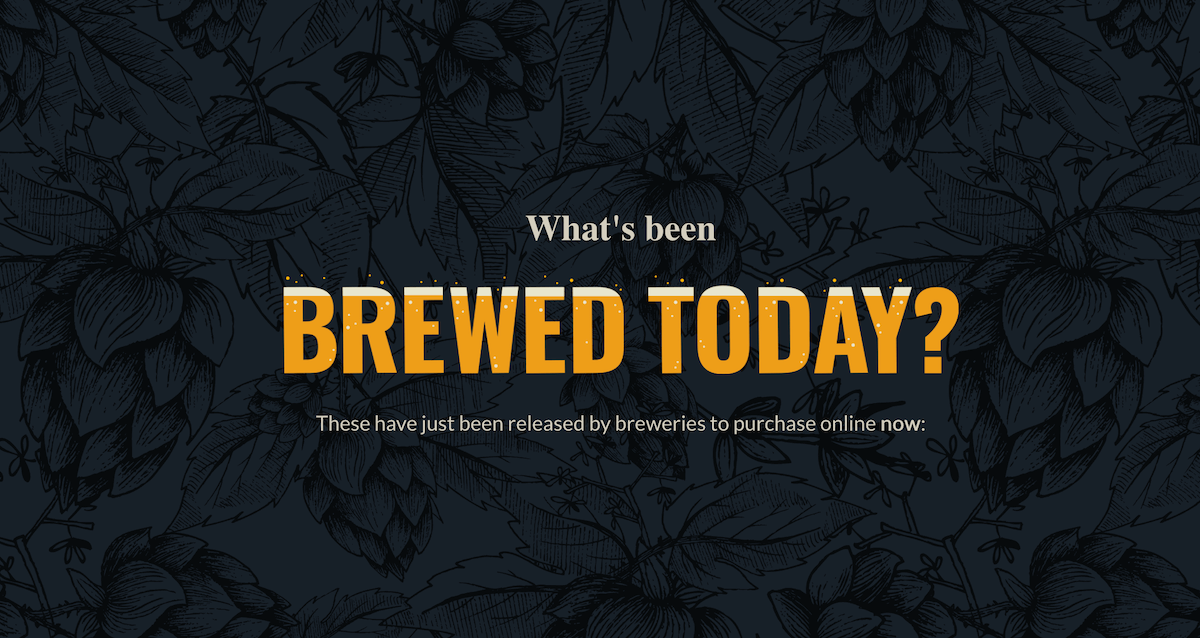 What's been
BREWED TODAY?
These have just been released by breweries to purchase online now: